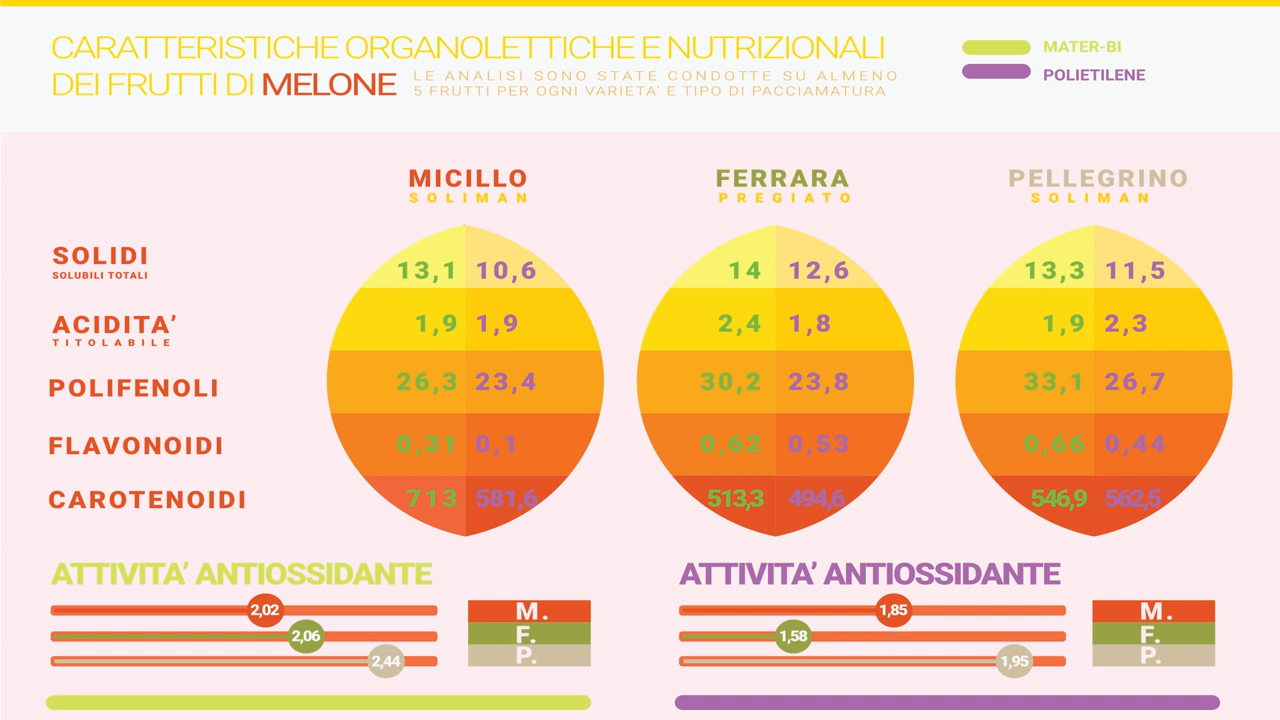 CARATTERISTICHE ORGANOLETTICHE E NUTRIZIONALI
DEI FRUTTI DI MELONE
LE ANALISI SONO STATE CONDOTTE SU ALMENO
5 FRUTTI PER OGNI VARIETA' E TIPO DI PACCIAMATURA
MATER-BI
POLIETILENE
MICILLO
SOLIMAN
FERRARA
PREGIATO
PELLEGRINO
SOLIMAN
SOLIDI
SOLUBILI TOTALI
13,1 10,6 14 12,6 13,3 11,5
ACIDITA'
TITOLABILE
1,9 1,9 2,4 1,8 1,9 2,3
POLIFENOLI 26,3 23,4 30,2 23,8 33,1 26,7
FLAVONOIDI 0,31 0,1 0,62 0,53 0,66 0,44
CAROTENOIDI 713 581,6 513,3 494,6 546,9 562,5
ATTIVITA' ANTIOSSIDANTE
2,02
2,06
2,44
M.
F.
P.
ATTIVITA' ANTIOSSIDANTE
1,85
1,58
1,95
M.
F.
P.